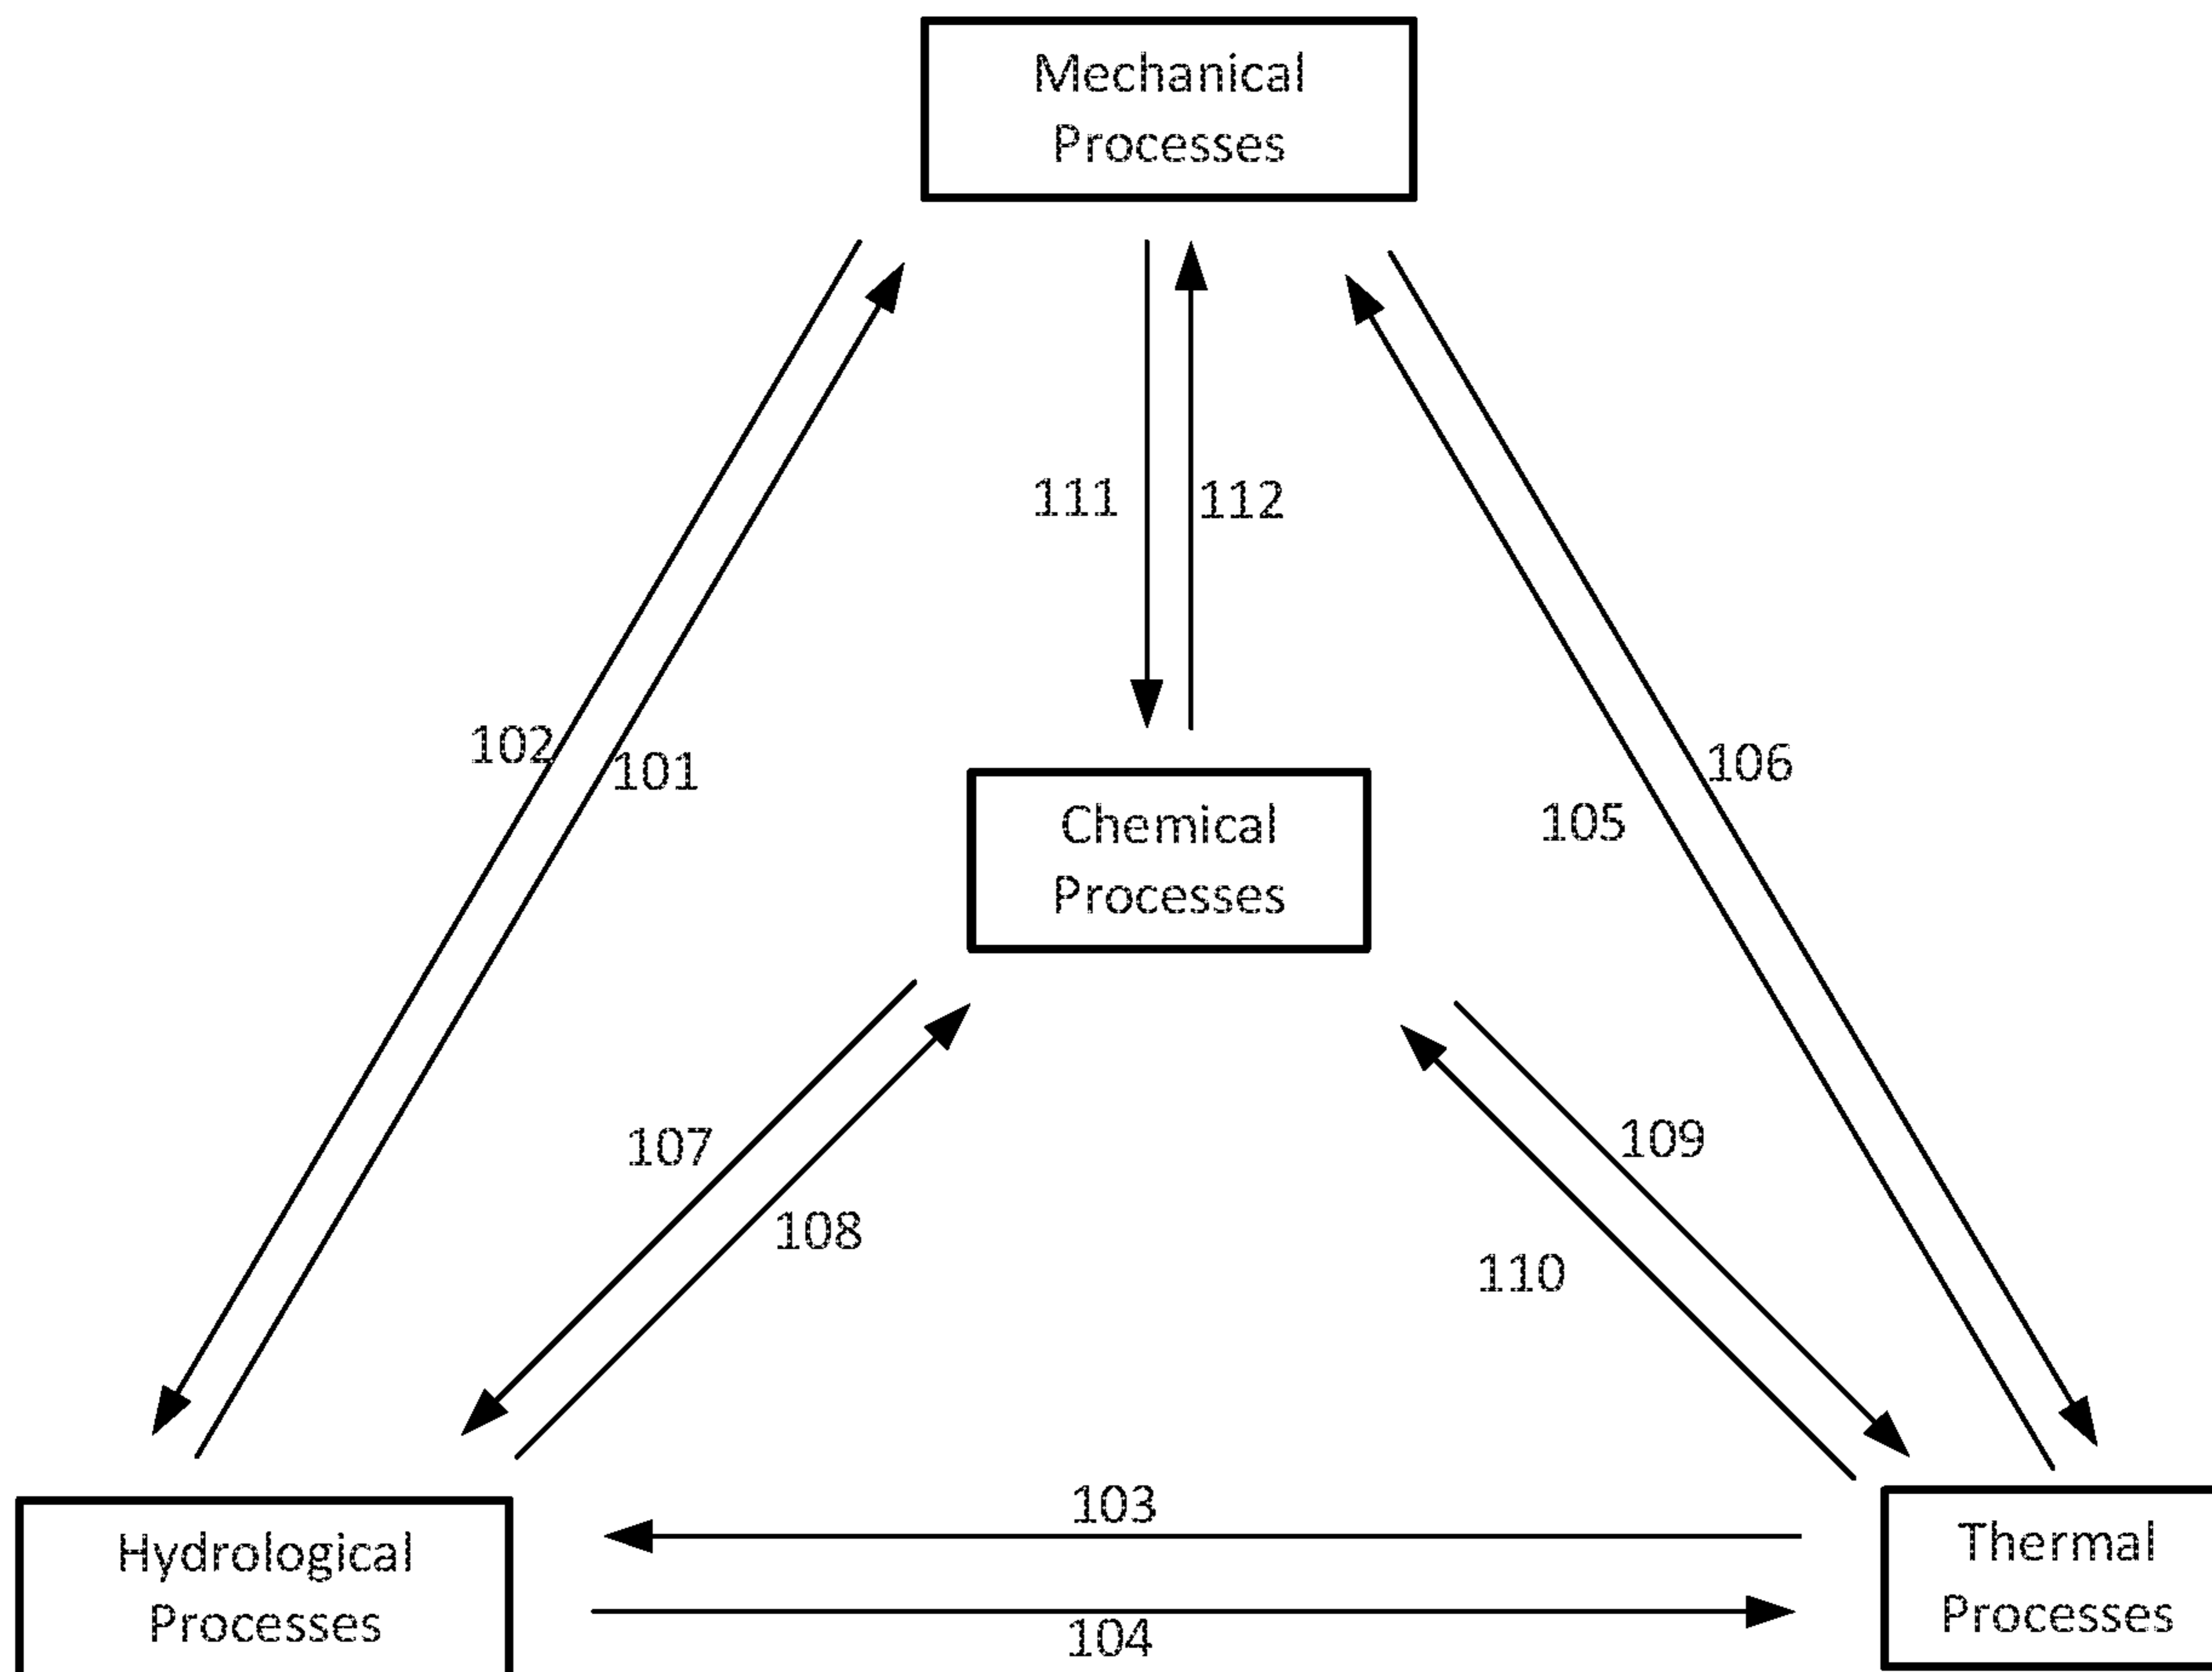 Mechanical
Processes
111
112
102
101
106
105
Chemical
Processes
107
108
109
110
103
Hydrological
Processes
104
Thermal
Processes